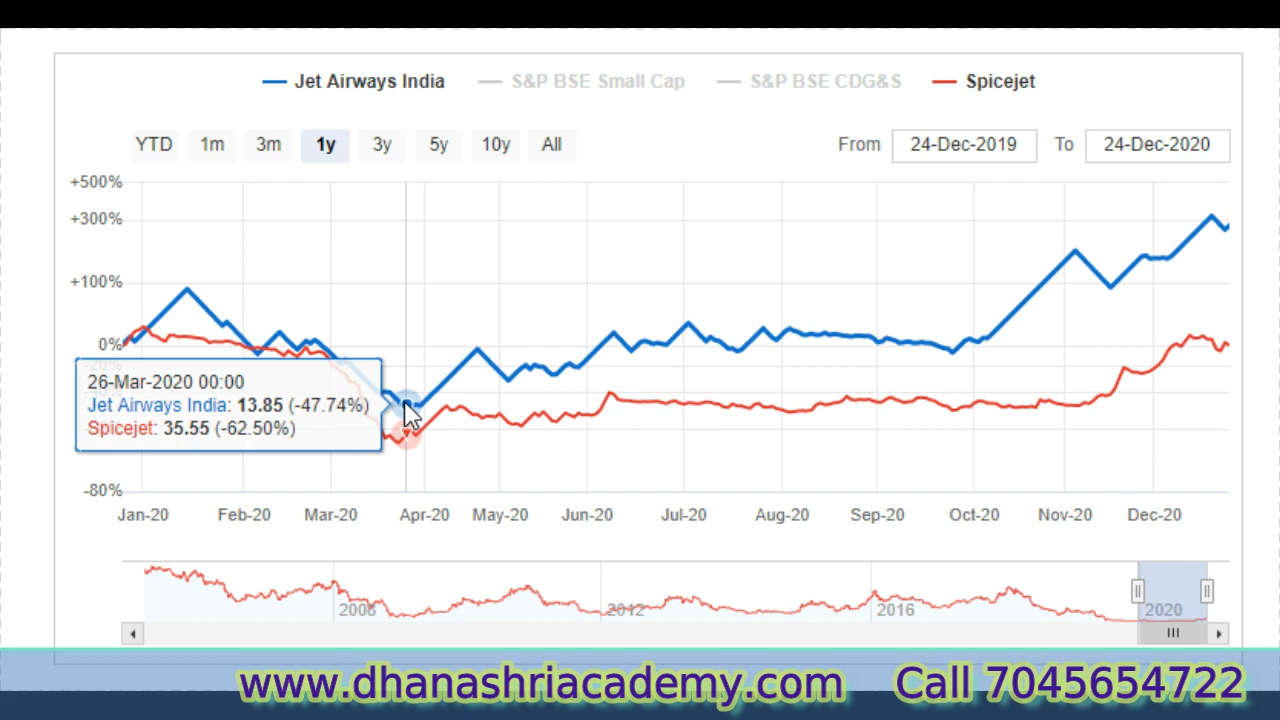 Jet Airways India S&P BSE Small Cap S&P BSE CDG&S Spicejet
YTD 1m 3m 1y 3y 5y 10y All From 24-Dec-2019 To 24-Dec-2020
+500%
+300%
+100%
0%
-20%
26-Mar-2020 00:00
Jet Airways India: 13.85 (-47.74%)
Spicejet: 35.55 (-62.50%)
-80%
Jan-20 Feb-20 Mar-20 Apr-20 May-20 Jun-20 Jul-20 Aug-20 Sep-20 Oct-20 Nov-20 Dec-20
2008 2012 2016 2020
www.dhanashriacademy.com Call 7045654722